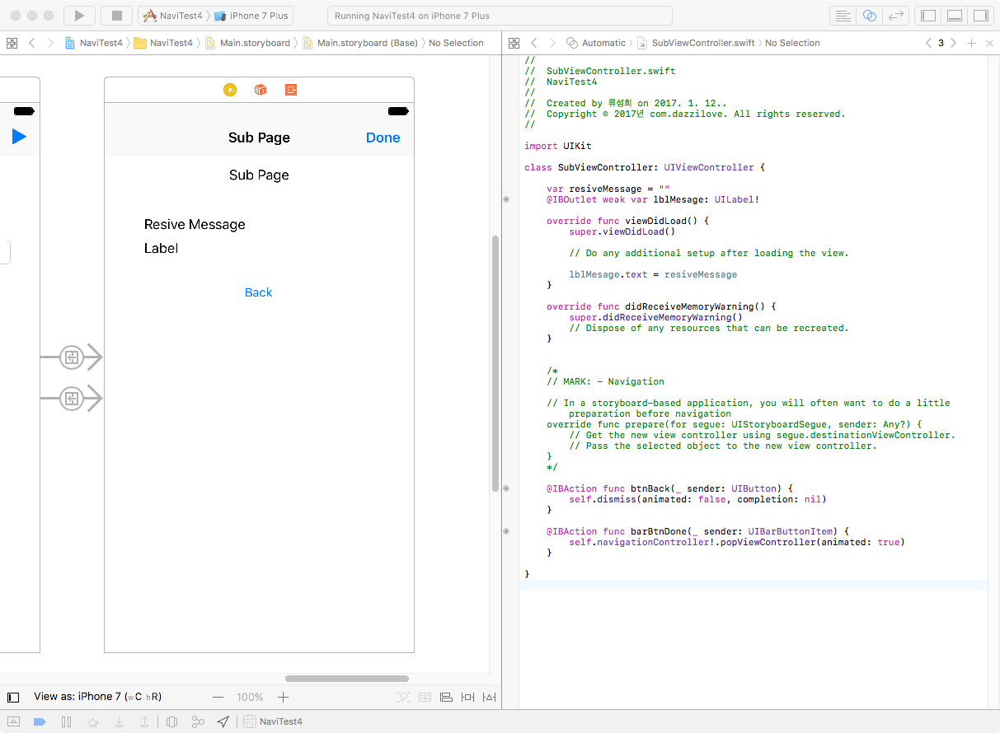 NaviTest4 〉 iPhone 7 Plus
Running NaviTest4 on iPhone 7 Plus
NaviTest4 〉 NaviTest4 〉 Main.storyboard 〉 Main.storyboard (Base) 〉 No Selection
Automatic 〉 SubViewController.swift 〉 No Selection
3
Sub Page
Done
Sub Page
Resive Message
Label
Back
//
//  SubViewController.swift
//  NaviTest4
//
//  Created by 류성희 on 2017. 1. 12..
//  Copyright © 2017년 com.dazzilove. All rights reserved.
//
import UIKit
class SubViewController: UIViewController {
var resiveMessage = ""
@IBOutlet weak var lblMesage: UILabel!
override func viewDidLoad() {
super.viewDidLoad()
// Do any additional setup after loading the view.
lblMesage.text = resiveMessage
}
override func didReceiveMemoryWarning() {
super.didReceiveMemoryWarning()
// Dispose of any resources that can be recreated.
}
/*
// MARK: - Navigation
// In a storyboard-based application, you will often want to do a little
preparation before navigation
override func prepare(for segue: UIStoryboardSegue, sender: Any?) {
// Get the new view controller using segue.destinationViewController.
// Pass the selected object to the new view controller.
}
*/
@IBAction func btnBack(_ sender: UIButton) {
self.dismiss(animated: false, completion: nil)
}
@IBAction func barBtnDone(_ sender: UIBarButtonItem) {
self.navigationController!.popViewController(animated: true)
}
}
View as: iPhone 7 (wC hR)
100%
NaviTest4